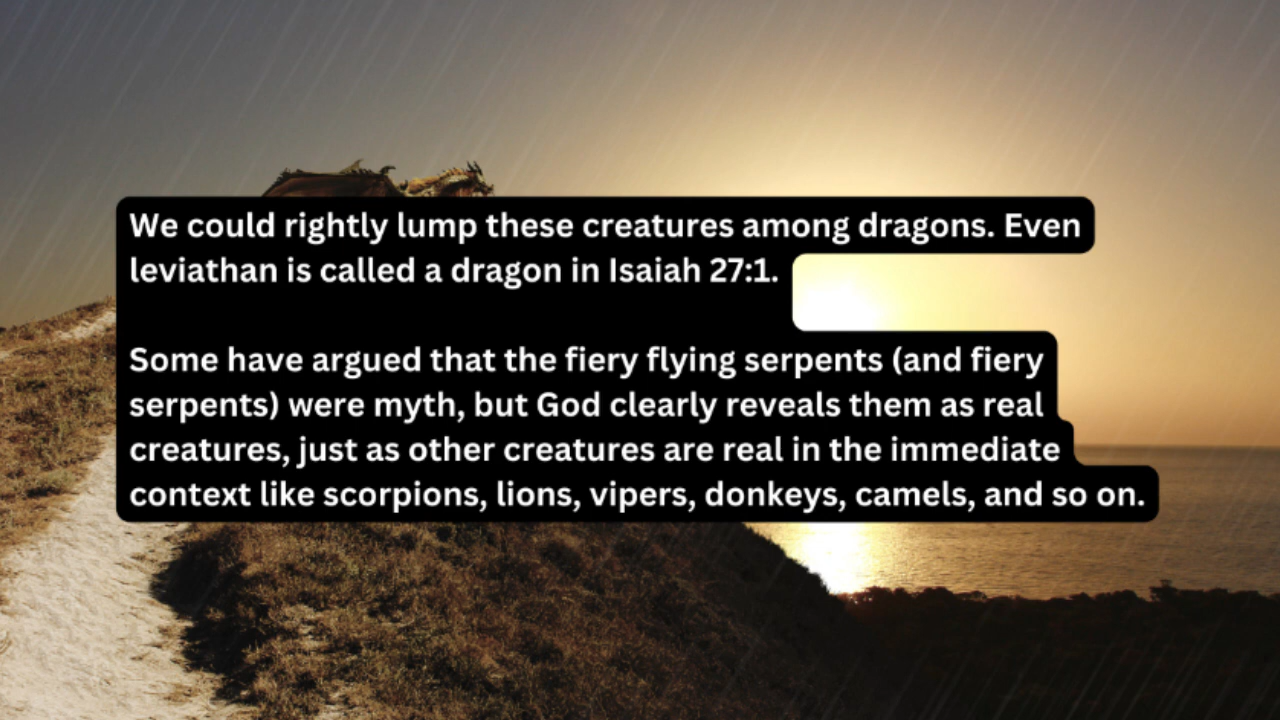 We could rightly lump these creatures among dragons. Even
leviathan is called a dragon in Isaiah 27:1.
Some have argued that the fiery flying serpents (and fiery
serpents) were myth, but God clearly reveals them as real
creatures, just as other creatures are real in the immediate
context like scorpions, lions, vipers, donkeys, camels, and so on.